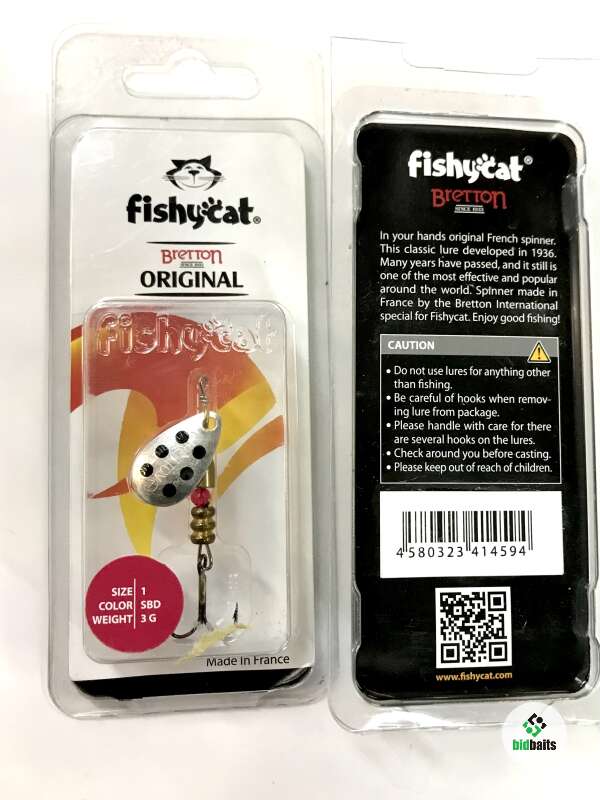 fishycat®
BRETTON
SINCE 1933
ORIGINAL
fishycat
SIZE 1
COLOR SBD
WEIGHT 3 G
Made in France
fishycat®
BRETTON
SINCE 1933
In your hands original French spinner.
This classic lure developed in 1936.
Many years have passed, and it still is
one of the most effective and popular
around the world. Spinner made in
France by the Bretton International
special for Fishycat. Enjoy good fishing!
CAUTION
• Do not use lures for anything other
than fishing.
• Be careful of hooks when remov-
ing lure from package.
• Please handle with care for there
are several hooks on the lures.
• Check around you before casting.
• Please keep out of reach of children.
4 580323 414594
www.fishycat.com
bidbaits